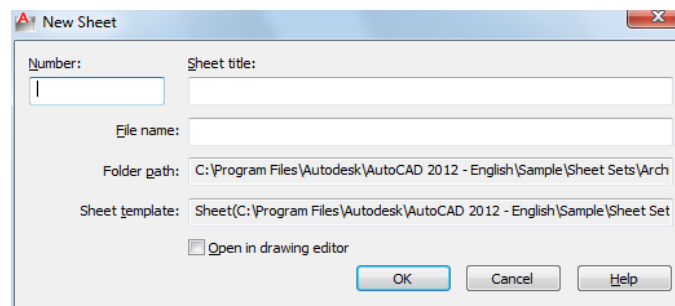 New Sheet
Number: Sheet title:
File name:
Folder path: C:\Program Files\Autodesk\AutoCAD 2012 - English\Sample\Sheet Sets\Archi
Sheet template: Sheet(C:\Program Files\Autodesk\AutoCAD 2012 - English\Sample\Sheet Set
Open in drawing editor
OK Cancel Help